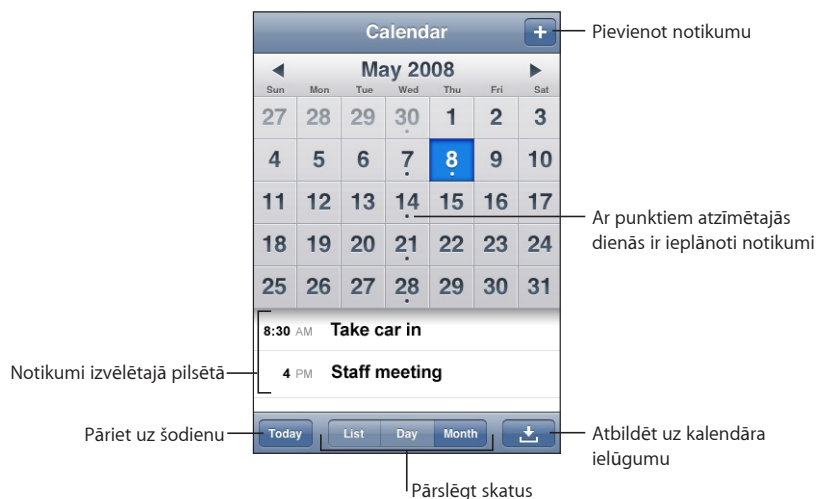 Calendar
+
Pievienot notikumu
May 2008
Sun Mon Tue Wed Thu Fri Sat
27 28 29 30 1 2 3
4 5 6 7 8 9 10
11 12 13 14 15 16 17
Ar punktiem atzīmētajās
dienās ir ieplānoti notikumi
18 19 20 21 22 23 24
25 26 27 28 29 30 31
8:30 AM Take car in
Notikumi izvēlētajā pilsētā
4 PM Staff meeting
Pāriet uz šodienu
Today List Day Month
Atbildēt uz kalendāra
ielūgumu
Pārslēgt skatus